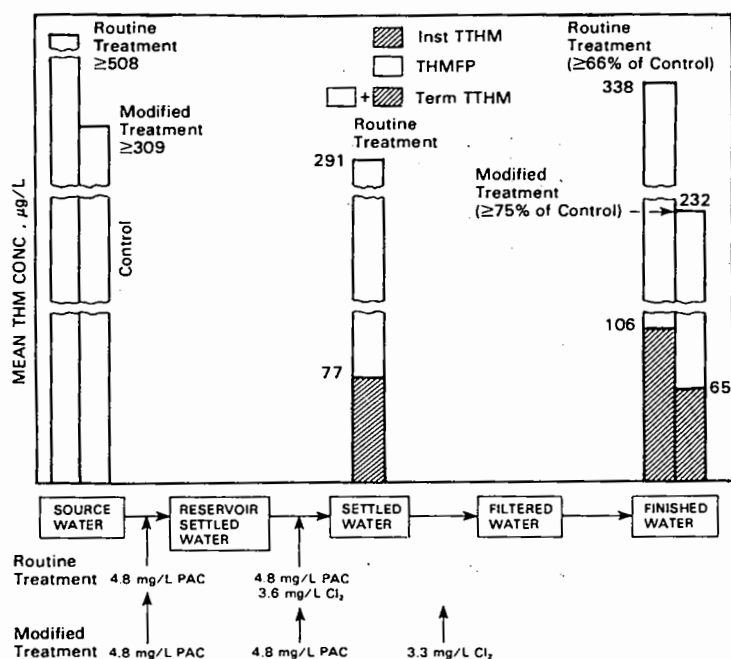 Routine
Treatment
≥508
Modified
Treatment
≥309
Control
MEAN THM CONC, µg/L
Inst TTHM
THMFP
+ Term TTHM
Routine
Treatment
291
77
Routine
Treatment
(≥66% of Control)
338
Modified
Treatment
(≥75% of Control)
232
106
65
SOURCE
WATER
RESERVOIR
SETTLED
WATER
SETTLED
WATER
FILTERED
WATER
FINISHED
WATER
Routine
Treatment 4.8 mg/L PAC
4.8 mg/L PAC
3.6 mg/L Cl₂
Modified
Treatment 4.8 mg/L PAC
4.8 mg/L PAC
3.3 mg/L Cl₂